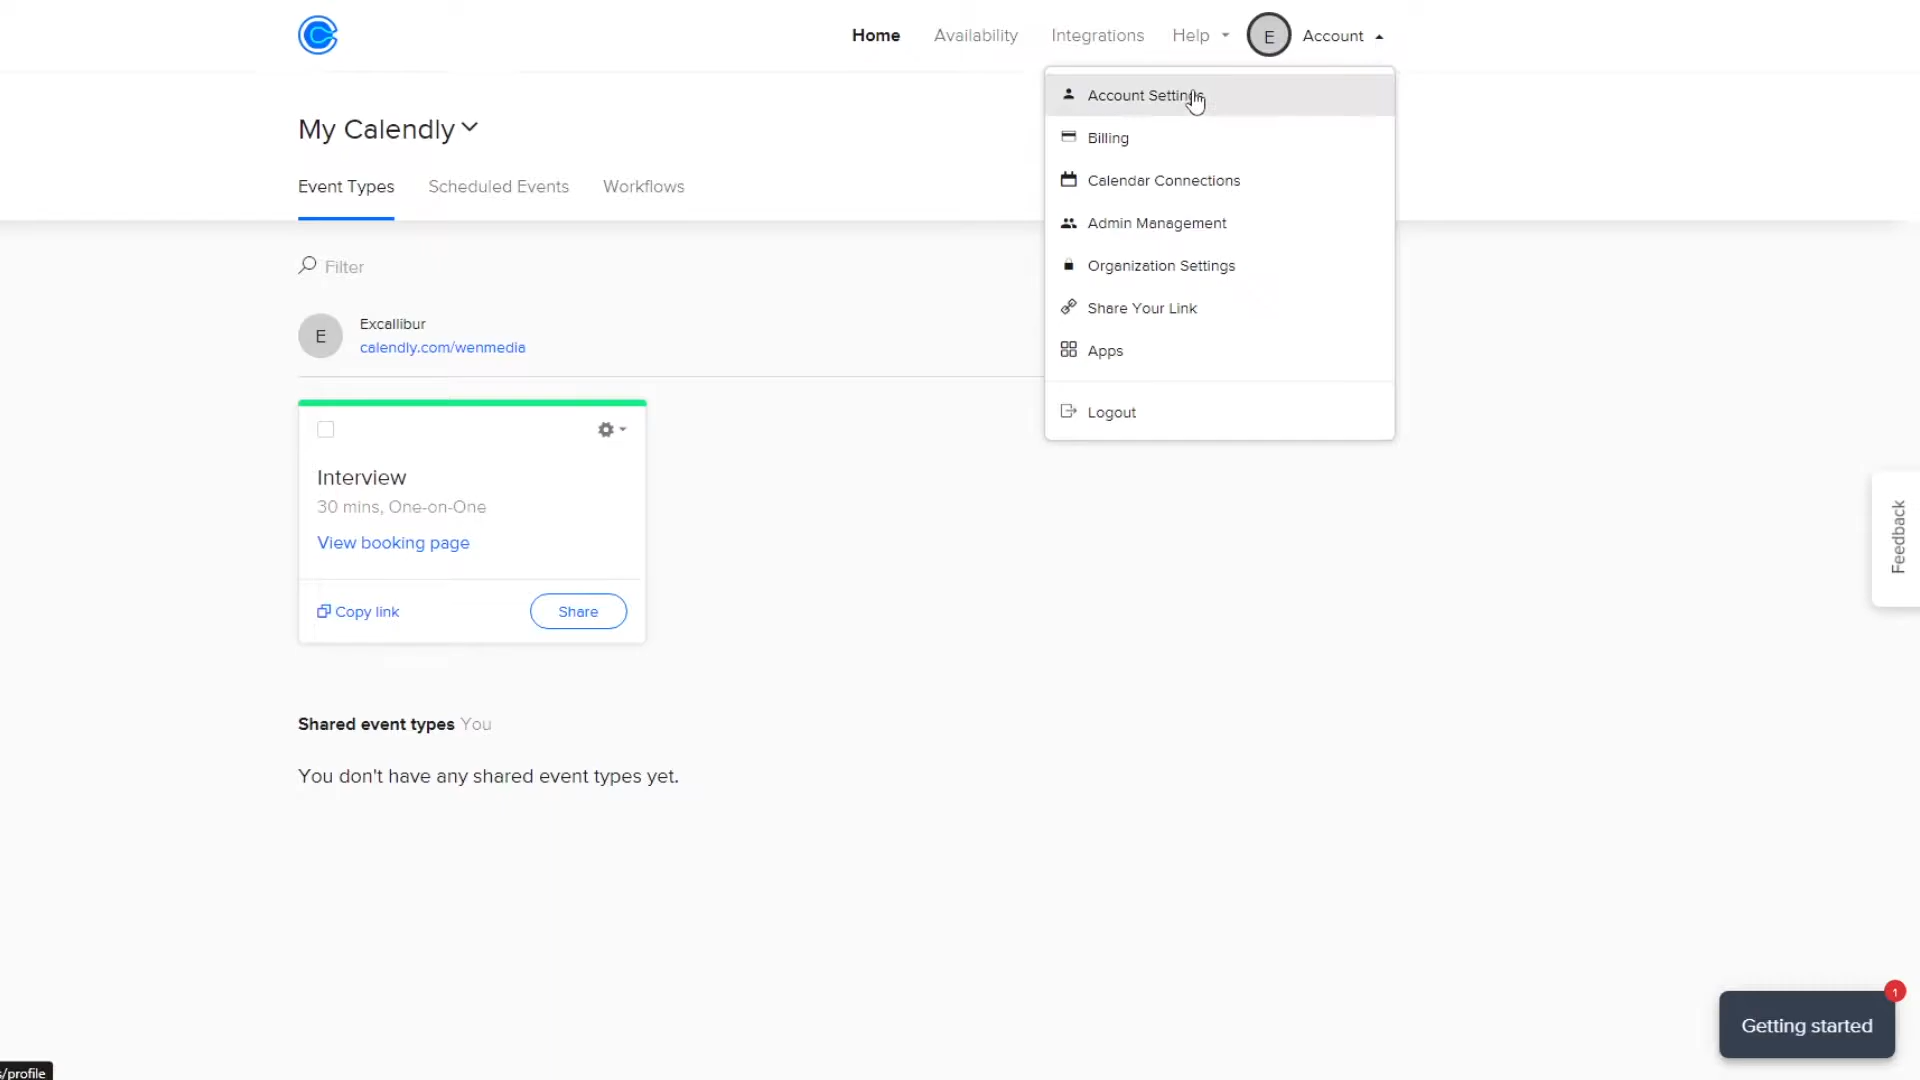 Home
Availability
Integrations
Help
E
Account
Account Settings
Billing
Calendar Connections
Admin Management
Organization Settings
Share Your Link
Apps
Logout
My Calendly
Event Types
Scheduled Events
Workflows
Filter
E
Excallibur
calendly.com/wenmedia
Interview
30 mins, One-on-One
View booking page
Copy link
Share
Shared event types You
You don't have any shared event types yet.
Feedback
1
Getting started
/profile